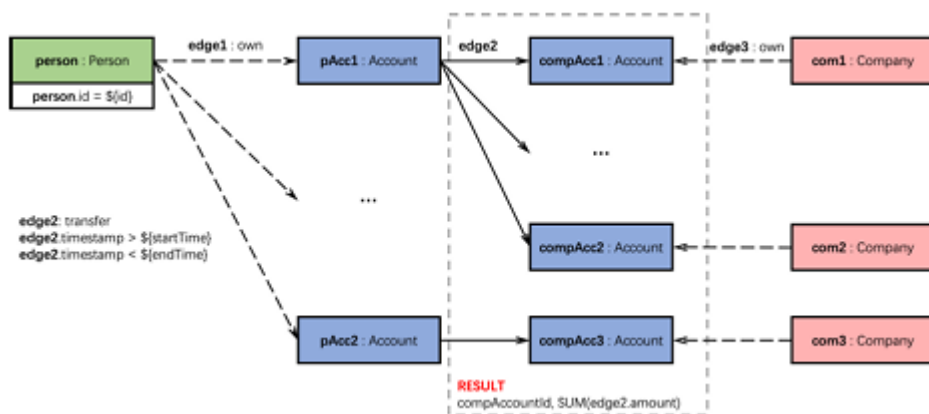 edge1 : own
edge2
edge3 : own
person : Person
pAcc1 : Account
compAcc1 : Account
com1 : Company
person.id = ${id}
...
...
edge2: transfer
edge2.timestamp > ${startTime}
edge2.timestamp < ${endTime}
compAcc2 : Account
com2 : Company
pAcc2 : Account
compAcc3 : Account
com3 : Company
RESULT
compAccountId, SUM(edge2.amount)